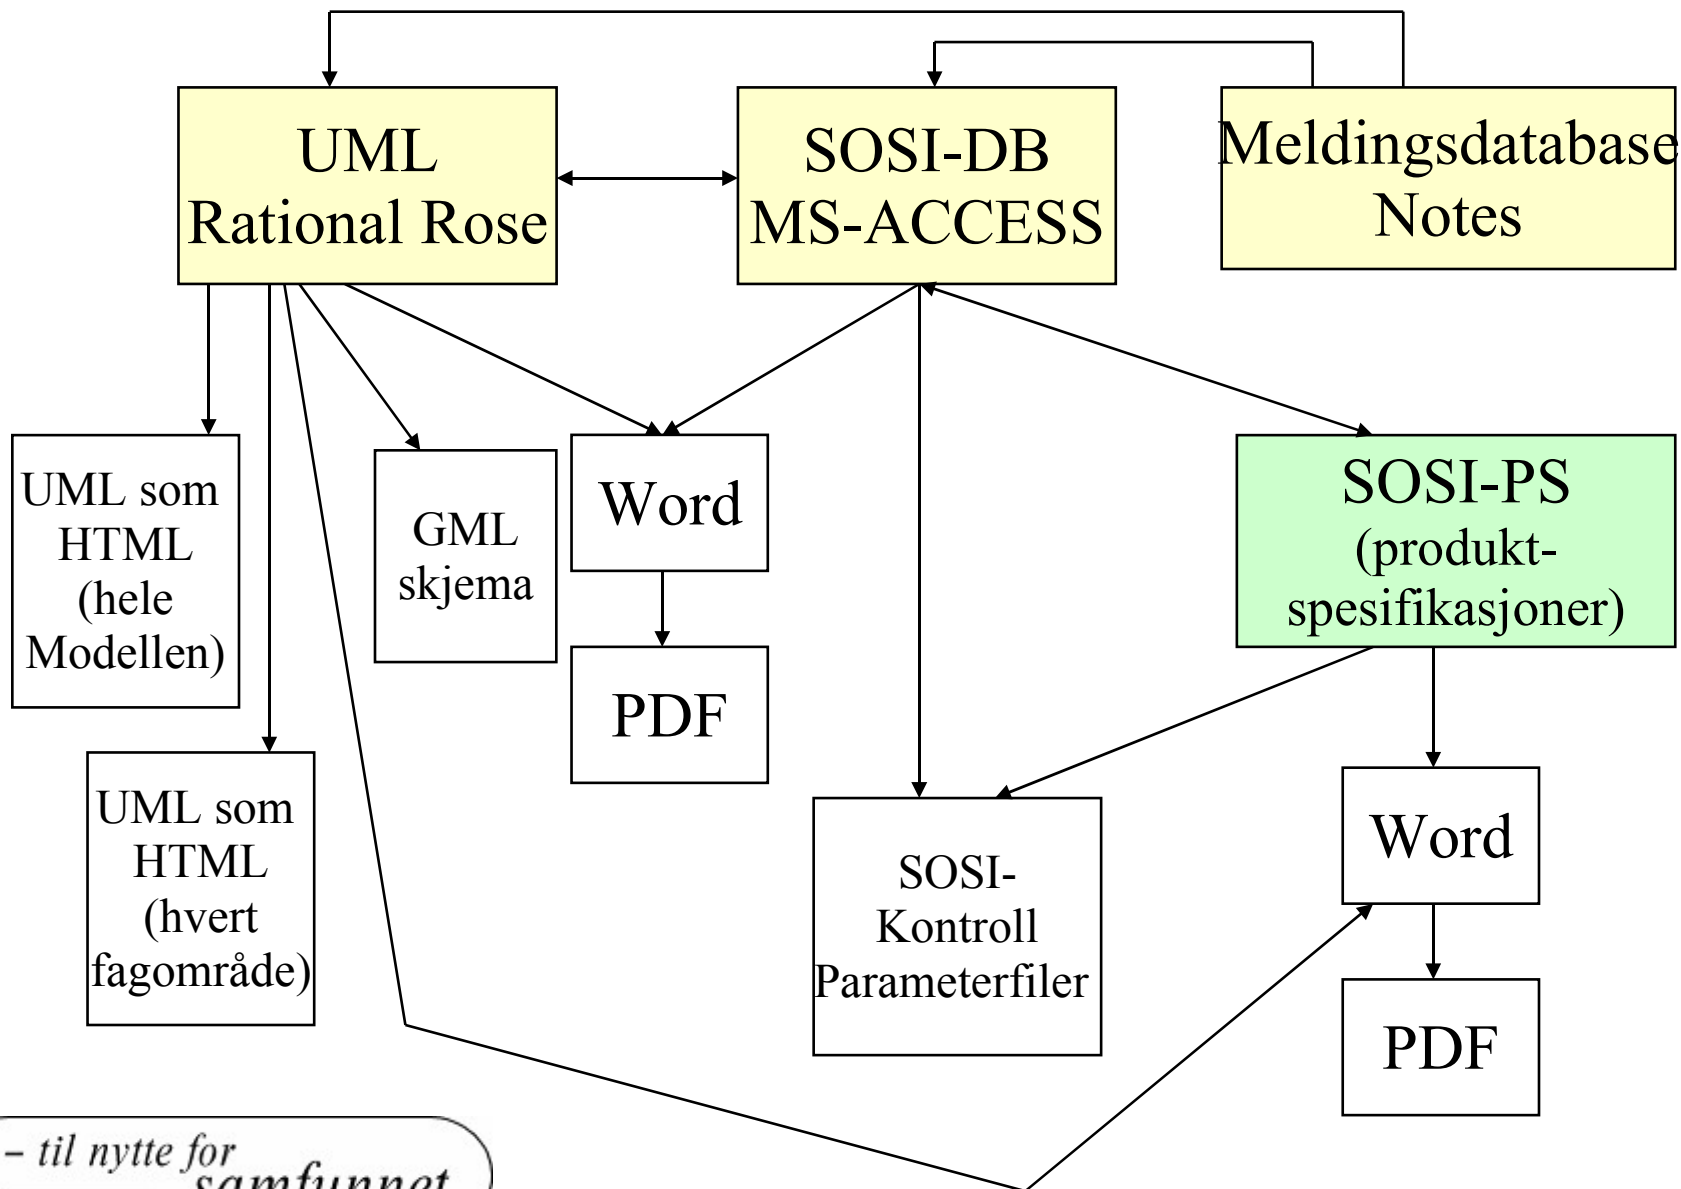 UML
Rational Rose
SOSI-DB
MS-ACCESS
Meldingsdatabase
Notes
UML som
HTML
(hele
Modellen)
GML
skjema
Word
SOSI-PS
(produkt-
spesifikasjoner)
PDF
UML som
HTML
(hvert
fagområde)
SOSI-
Kontroll
Parameterfiler
Word
PDF
– til nytte for
samfunnet